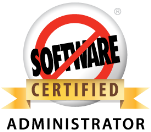 ®
SOFTWARE
CERTIFIED
ADMINISTRATOR